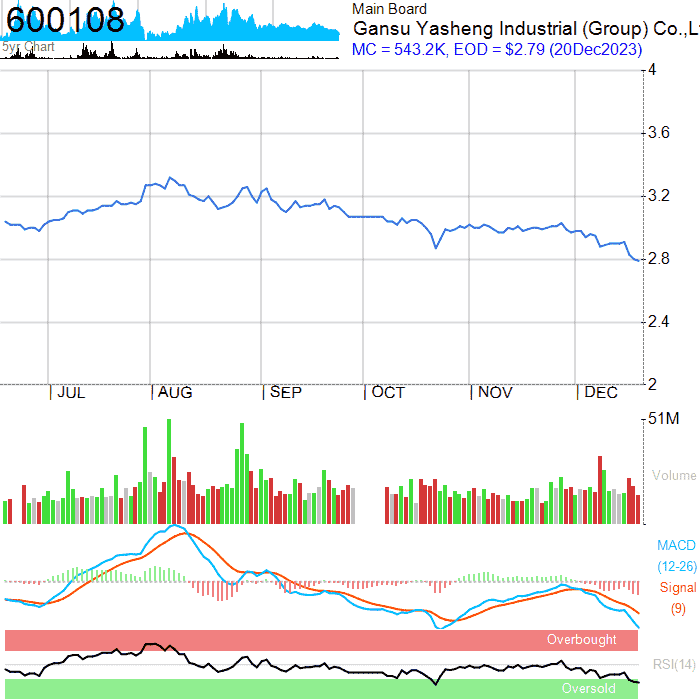 600108
5yr Chart
Main Board
Gansu Yasheng Industrial (Group) Co.,L
MC = 543.2K, EOD = $2.79 (20Dec2023)
4
3.6
3.2
2.8
2.4
2
JUL AUG SEP OCT NOV DEC
51M
Volume
MACD
(12-26)
Signal
(9)
Overbought
RSI(14)
Oversold